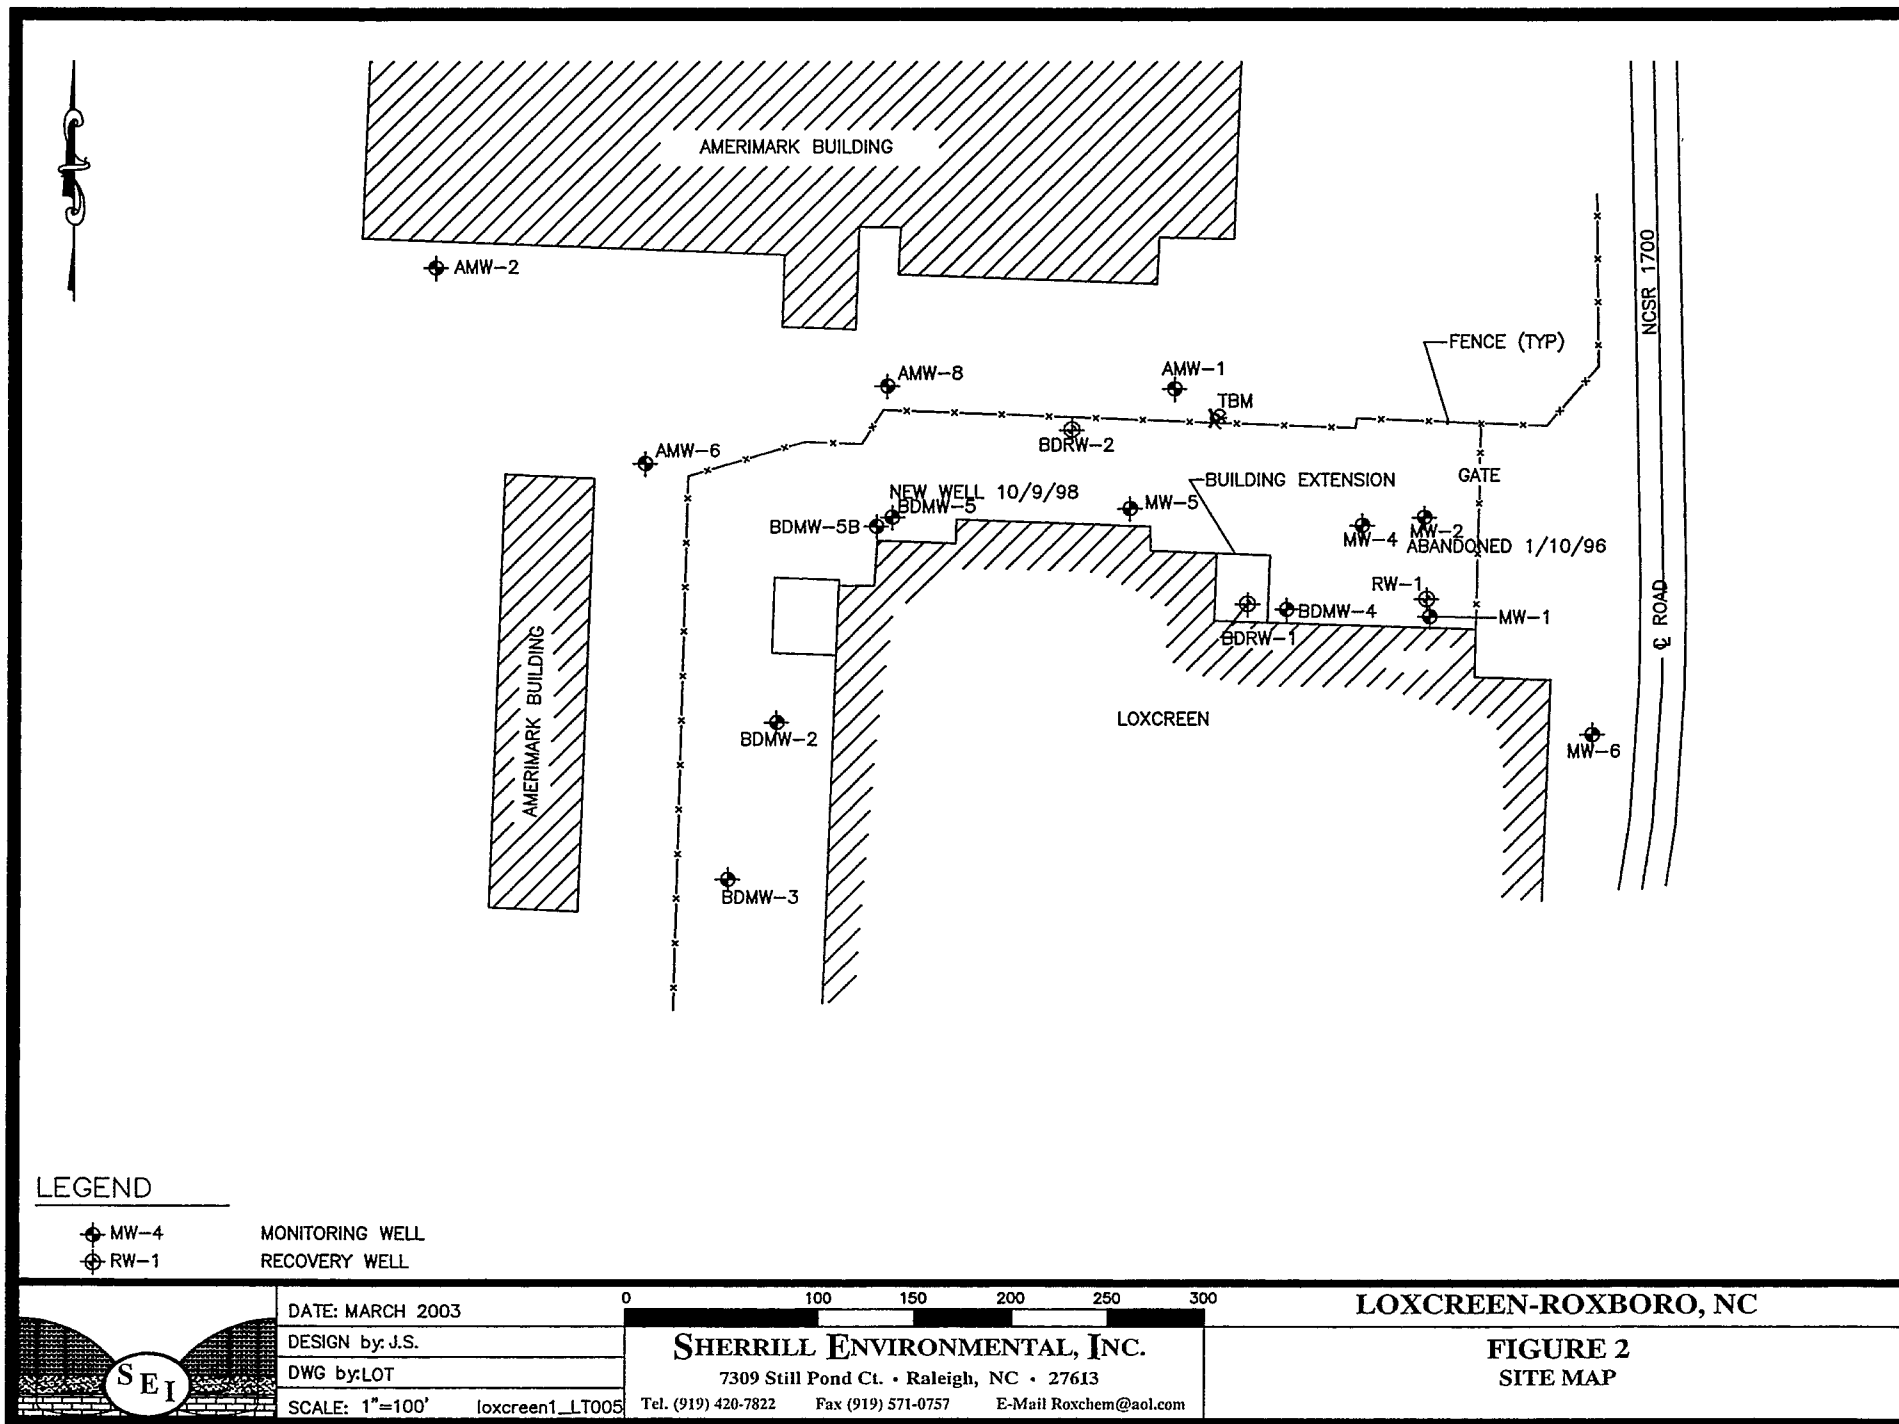 AMERIMARK BUILDING
AMW-2
NCSR 1700
FENCE (TYP)
AMW-8
AMW-1
TBM
BDRW-2
AMW-6
BUILDING EXTENSION
GATE
NEW WELL 10/9/98
BDMW-5
MW-5
BDMW-5B
MW-4
MW-2
ABANDONED 1/10/96
RW-1
BDMW-4
MW-1
BDRW-1
℄ ROAD
AMERIMARK BUILDING
LOXCREEN
BDMW-2
MW-6
BDMW-3
LEGEND
MW-4 MONITORING WELL
RW-1 RECOVERY WELL
SEI
DATE: MARCH 2003
DESIGN by: J.S.
DWG by: LOT
SCALE: 1"=100' loxcreen1_LT005
0 100 150 200 250 300
SHERRILL ENVIRONMENTAL, INC.
7309 Still Pond Ct. • Raleigh, NC • 27613
Tel. (919) 420-7822 Fax (919) 571-0757 E-Mail Roxchem@aol.com
LOXCREEN-ROXBORO, NC
FIGURE 2
SITE MAP